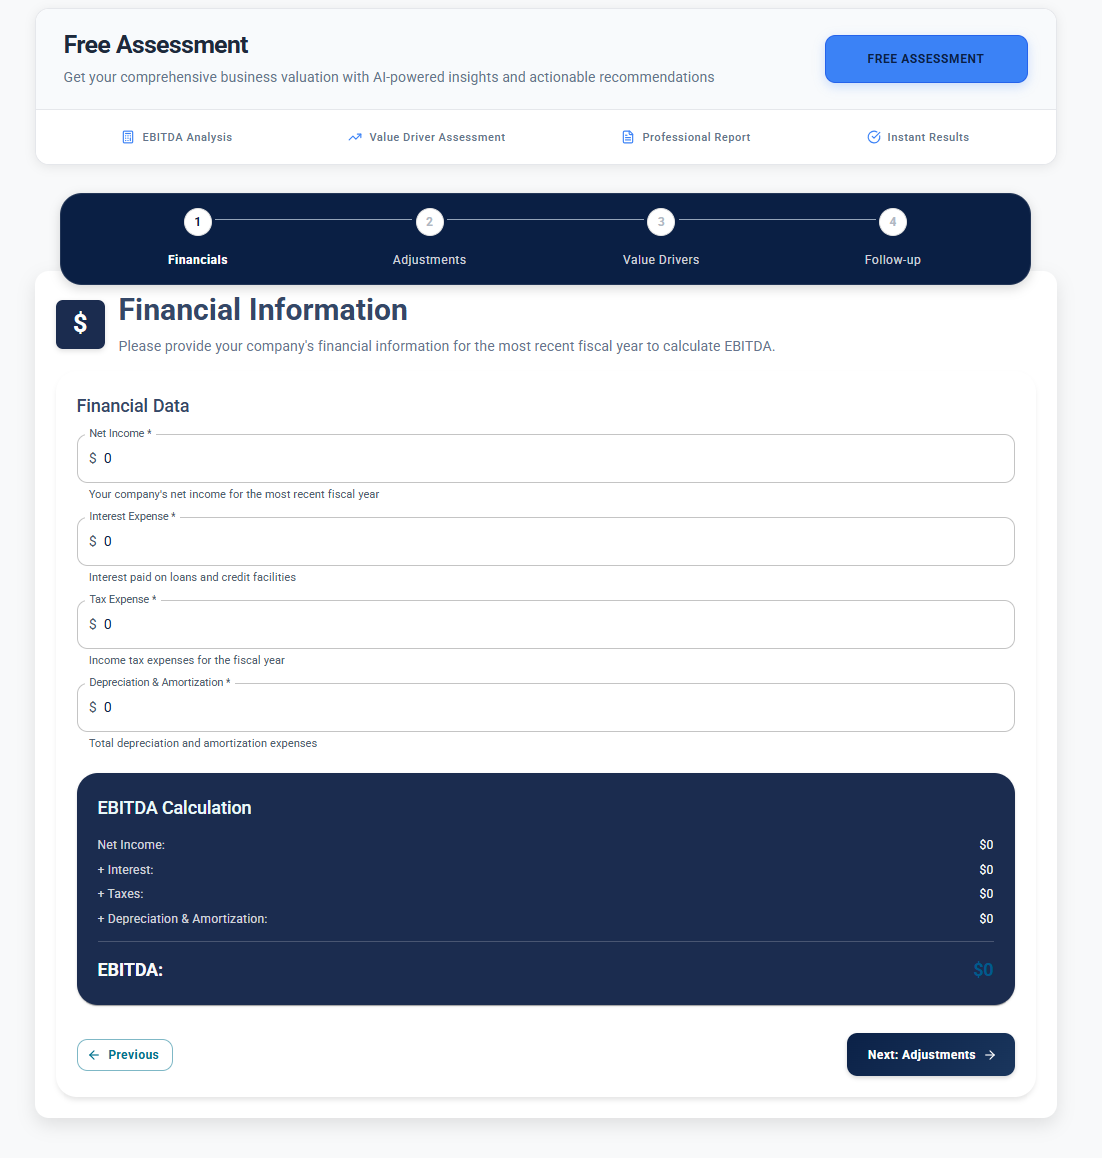 Free Assessment
Get your comprehensive business valuation with AI-powered insights and actionable recommendations
FREE ASSESSMENT
EBITDA Analysis
Value Driver Assessment
Professional Report
Instant Results
1
2
3
4
Financials
Adjustments
Value Drivers
Follow-up
$
Financial Information
Please provide your company's financial information for the most recent fiscal year to calculate EBITDA.
Financial Data
Net Income *
$ 0
Your company's net income for the most recent fiscal year
Interest Expense *
$ 0
Interest paid on loans and credit facilities
Tax Expense *
$ 0
Income tax expenses for the fiscal year
Depreciation & Amortization *
$ 0
Total depreciation and amortization expenses
EBITDA Calculation
Net Income: $0
+ Interest: $0
+ Taxes: $0
+ Depreciation & Amortization: $0
EBITDA: $0
Previous
Next: Adjustments